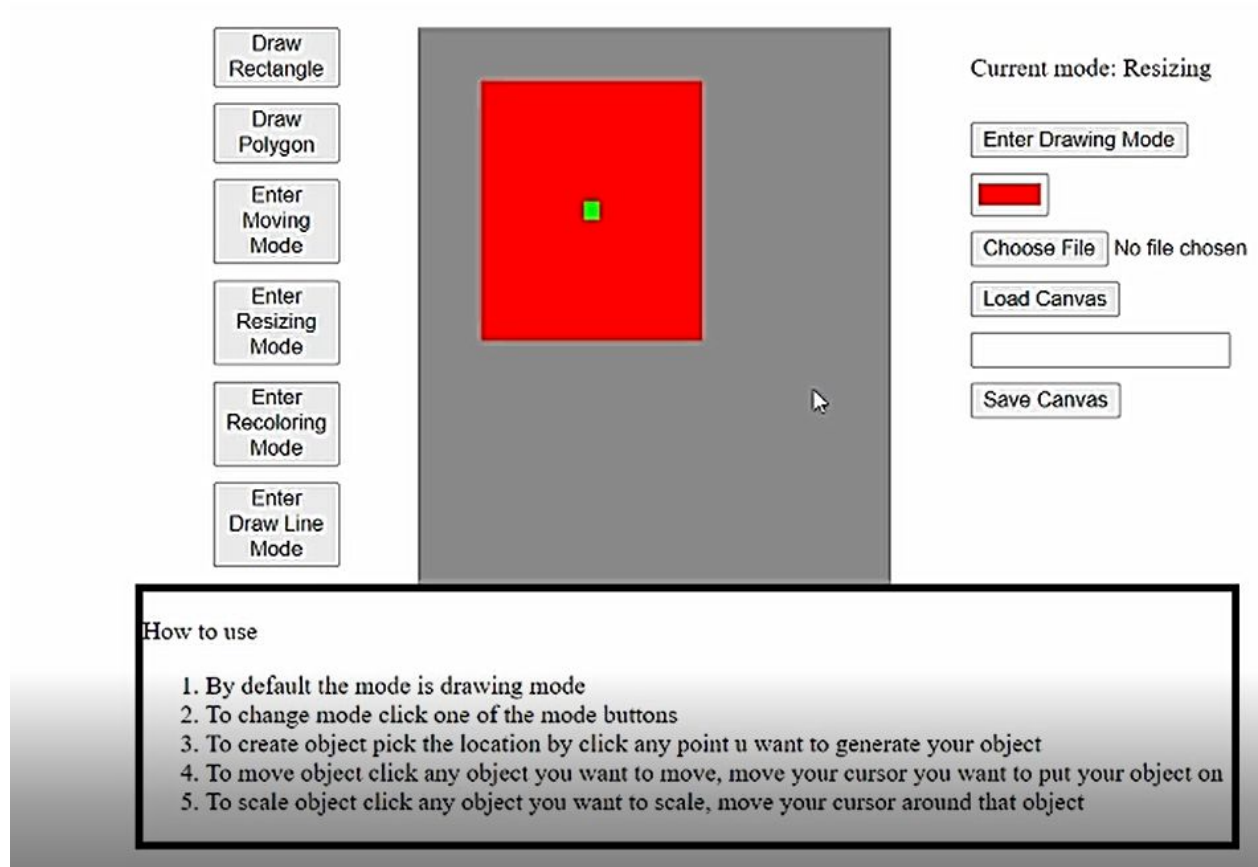 Draw
Rectangle
Draw
Polygon
Enter
Moving
Mode
Enter
Resizing
Mode
Enter
Recoloring
Mode
Enter
Draw Line
Mode
Current mode: Resizing
Enter Drawing Mode
Choose File No file chosen
Load Canvas
Save Canvas
How to use
1. By default the mode is drawing mode
2. To change mode click one of the mode buttons
3. To create object pick the location by click any point u want to generate your object
4. To move object click any object you want to move, move your cursor you want to put your object on
5. To scale object click any object you want to scale, move your cursor around that object